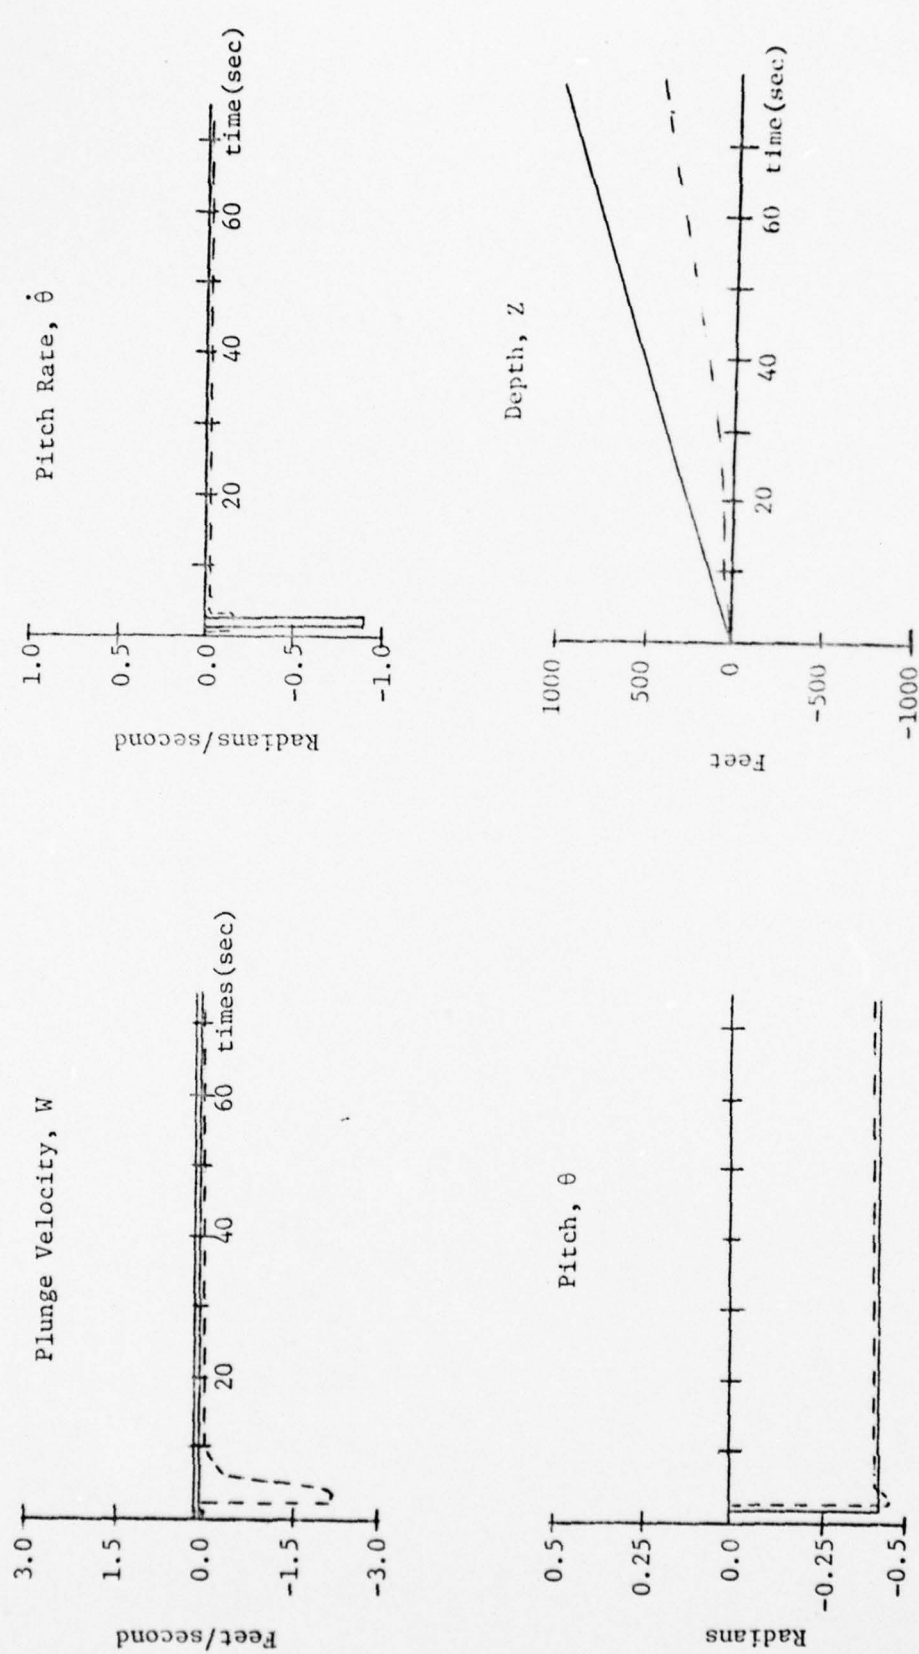 Plunge Velocity, W
3.0
1.5
0.0
-1.5
-3.0
Feet/second
20
40
60
times(sec)
Pitch Rate, θ̇
1.0
0.5
0.0
-0.5
-1.0
Radians/second
20
40
60
time(sec)
Pitch, θ
0.5
0.25
0.0
-0.25
-0.5
Radians
Depth, Z
1000
500
0
-500
-1000
Feet
20
40
60
time(sec)